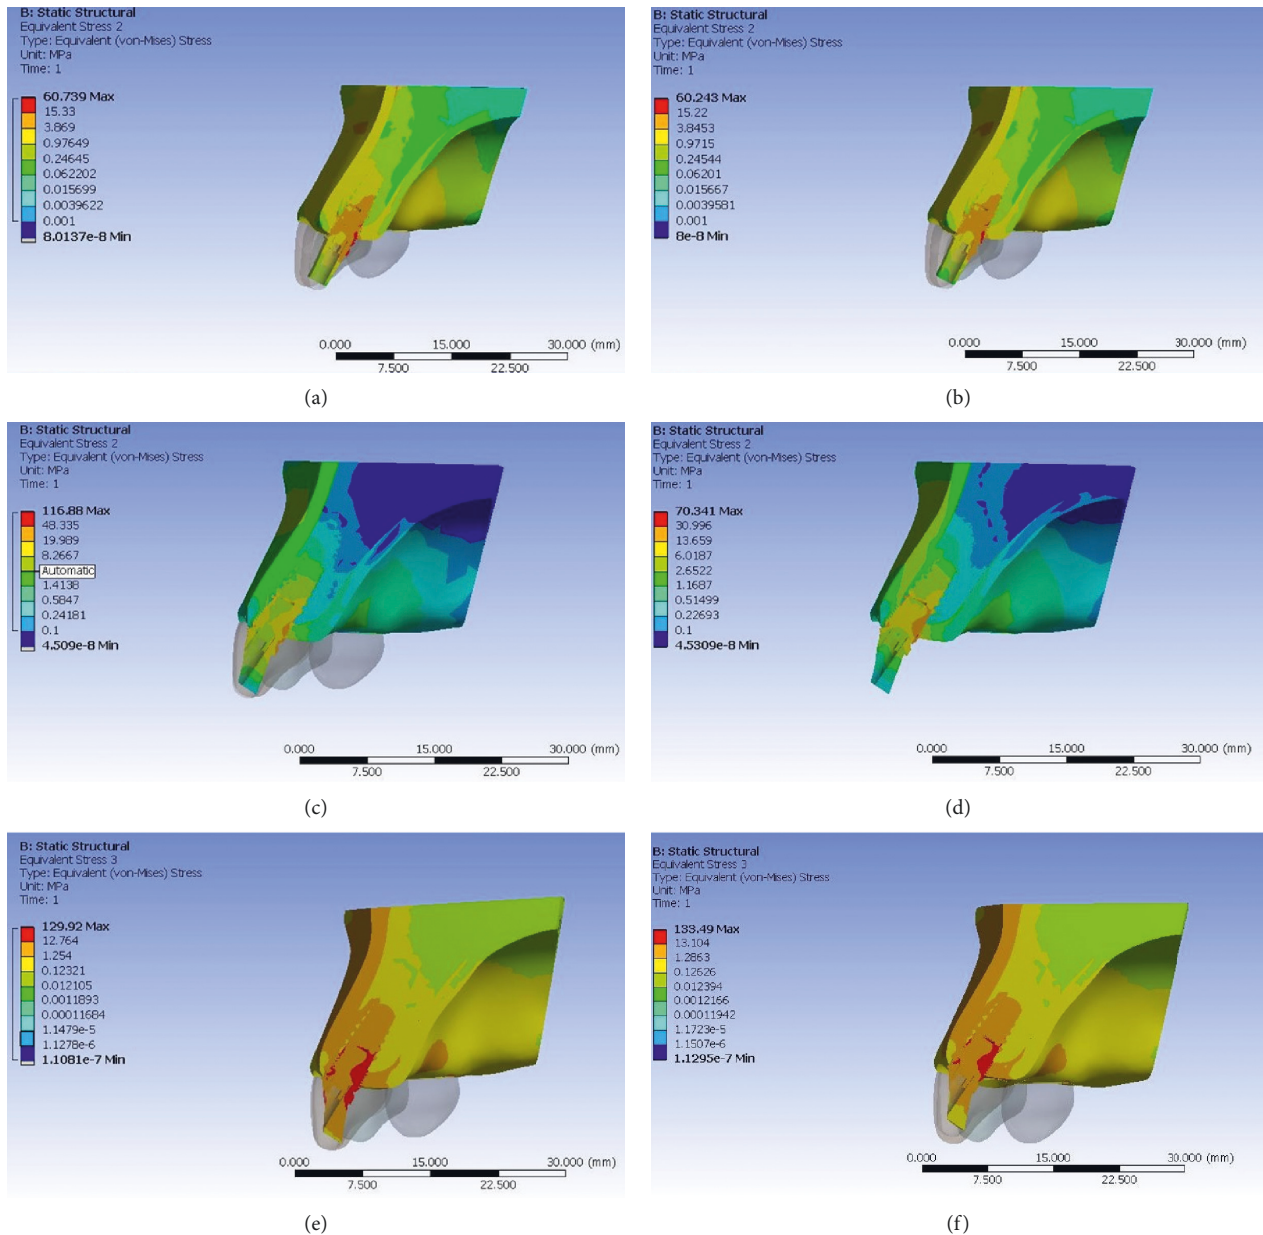 B: Static Structural
Equivalent Stress 2
Type: Equivalent (von-Mises) Stress
Unit: MPa
Time: 1
60.739 Max
15.33
3.869
0.97649
0.24645
0.062202
0.015699
0.0039622
0.001
8.0137e-8 Min
0.000 15.000 30.000 (mm)
7.500 22.500
(a)
B: Static Structural
Equivalent Stress 2
Type: Equivalent (von-Mises) Stress
Unit: MPa
Time: 1
60.243 Max
15.22
3.8453
0.9715
0.24544
0.06201
0.015667
0.0039581
0.001
8e-8 Min
0.000 15.000 30.000 (mm)
7.500 22.500
(b)
B: Static Structural
Equivalent Stress 2
Type: Equivalent (von-Mises) Stress
Unit: MPa
Time: 1
116.88 Max
48.335
19.989
8.2667
Automatic
1.4138
0.5847
0.24181
0.1
4.509e-8 Min
0.000 15.000 30.000 (mm)
7.500 22.500
(c)
B: Static Structural
Equivalent Stress 2
Type: Equivalent (von-Mises) Stress
Unit: MPa
Time: 1
70.341 Max
30.996
13.659
6.0187
2.6522
1.1687
0.51499
0.22693
0.1
4.5309e-8 Min
0.000 15.000 30.000 (mm)
7.500 22.500
(d)
B: Static Structural
Equivalent Stress 3
Type: Equivalent (von-Mises) Stress
Unit: MPa
Time: 1
129.92 Max
12.764
1.254
0.12321
0.012105
0.0011893
0.00011684
1.1479e-5
1.1278e-6
1.1081e-7 Min
0.000 15.000 30.000 (mm)
7.500 22.500
(e)
B: Static Structural
Equivalent Stress 3
Type: Equivalent (von-Mises) Stress
Unit: MPa
Time: 1
133.49 Max
13.104
1.2863
0.12626
0.012394
0.0012166
0.00011942
1.1723e-5
1.1507e-6
1.1295e-7 Min
0.000 15.000 30.000 (mm)
7.500 22.500
(f)